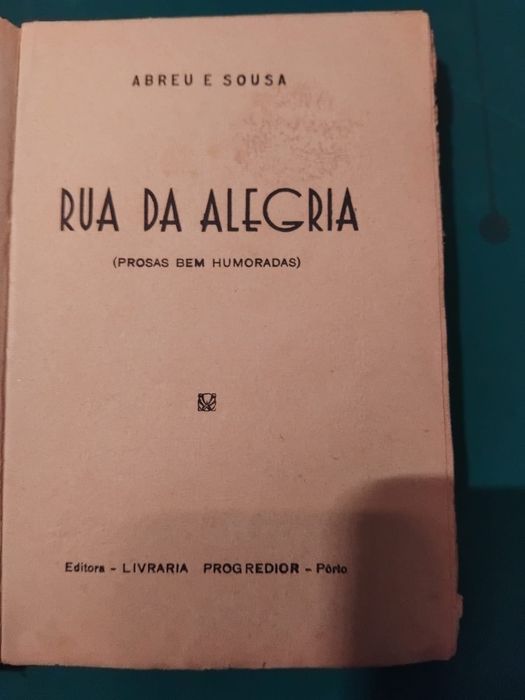 ABREU E SOUSA
RUA DA ALEGRIA
(PROSAS BEM HUMORADAS)
Editora - LIVRARIA PROGREDIOR - Pôrto